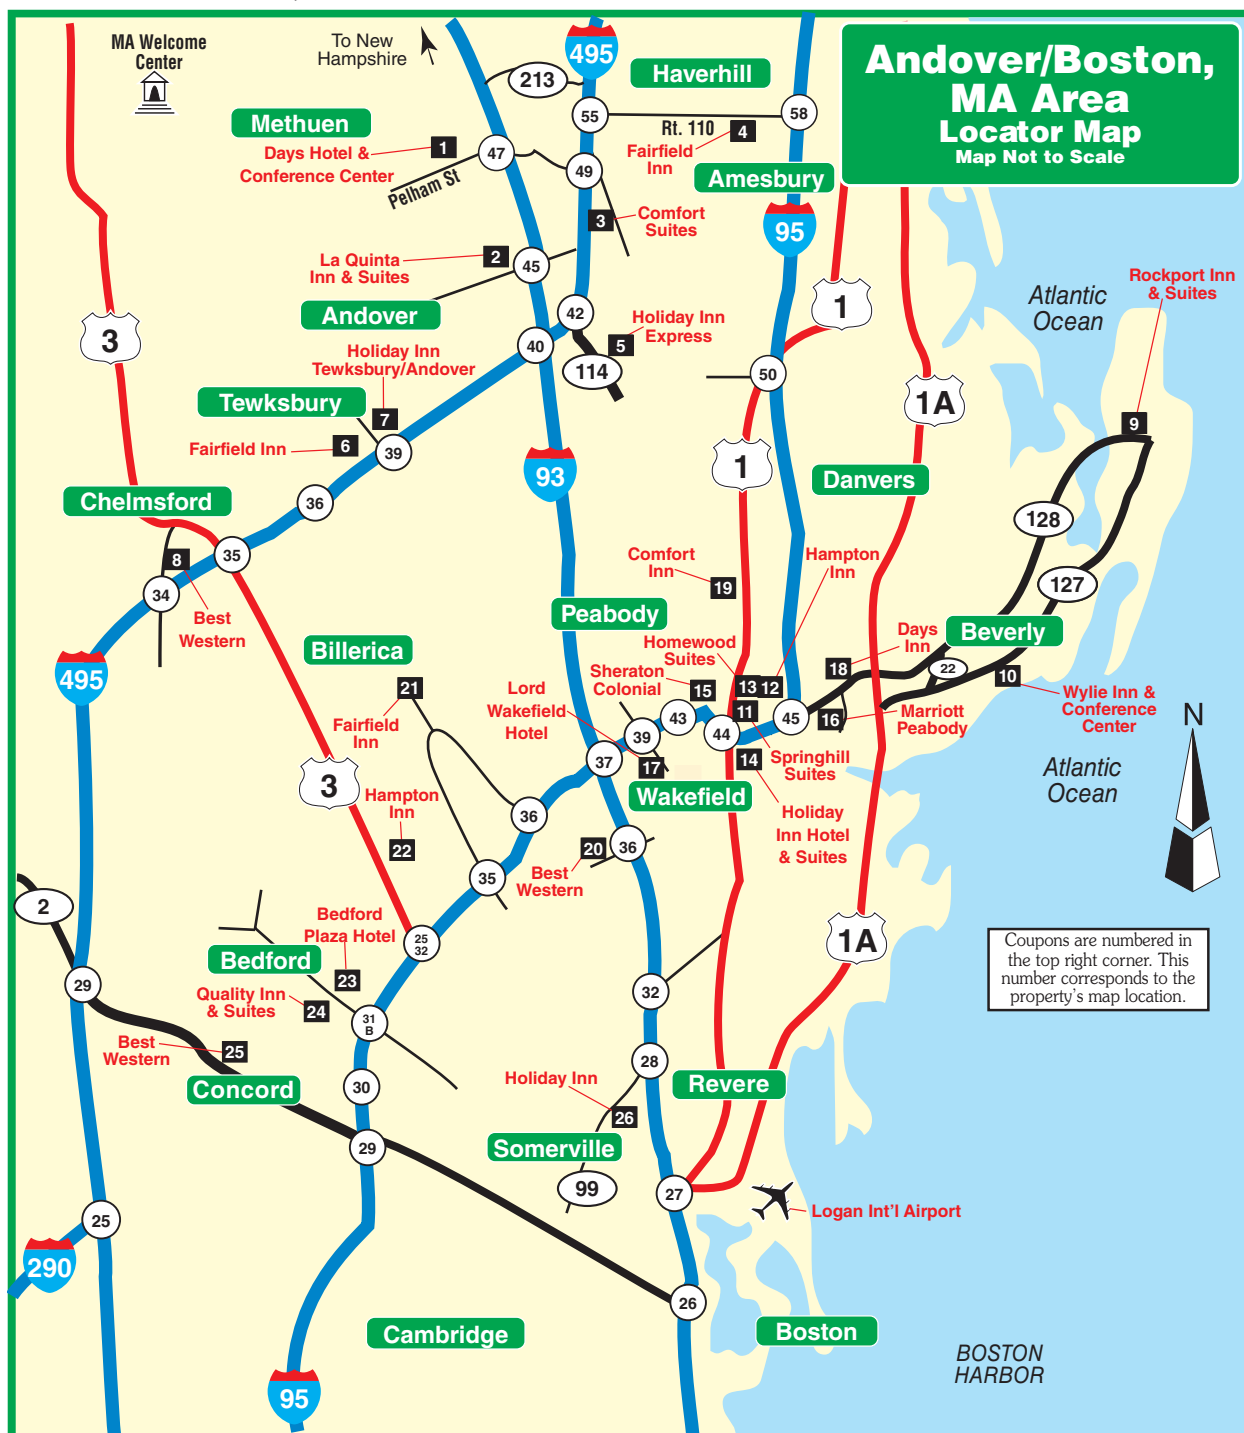 Andover/Boston,
MA Area
Locator Map
Map Not to Scale
MA Welcome
Center
To New
Hampshire
495
213
Haverhill
55
58
Rt. 110
4
Fairfield
Inn
Methuen
1
Days Hotel &
Conference Center
47
49
Pelham St
Amesbury
3
Comfort
Suites
95
La Quinta
Inn & Suites
2
45
Andover
42
Holiday Inn
Express
5
40
114
1
Atlantic
Ocean
Rockport Inn
& Suites
3
Holiday Inn
Tewksbury/Andover
Tewksbury
7
Fairfield Inn
6
39
50
1A
9
93
1
Danvers
Chelmsford
36
35
8
34
Best
Western
128
127
Comfort
Inn
19
Hampton
Inn
Peabody
Billerica
495
21
Fairfield
Inn
Homewood
Suites
Sheraton
Colonial
15
13
12
11
Days
Inn
18
Beverly
22
10
Wylie Inn &
Conference
Center
Lord
Wakefield
Hotel
43
39
44
45
16
Marriott
Peabody
N
37
17
14
Springhill
Suites
Wakefield
Holiday
Inn Hotel
& Suites
Atlantic
Ocean
3
Hampton
Inn
22
36
36
20
Best
Western
35
2
Bedford
Plaza Hotel
25
32
Bedford
23
1A
Coupons are numbered in
the top right corner. This
number corresponds to the
property's map location.
29
Quality Inn
& Suites
24
31
B
32
Best
Western
25
28
Concord
30
Holiday Inn
26
Revere
29
Somerville
99
27
Logan Int'l Airport
25
290
26
Cambridge
Boston
BOSTON
HARBOR
95